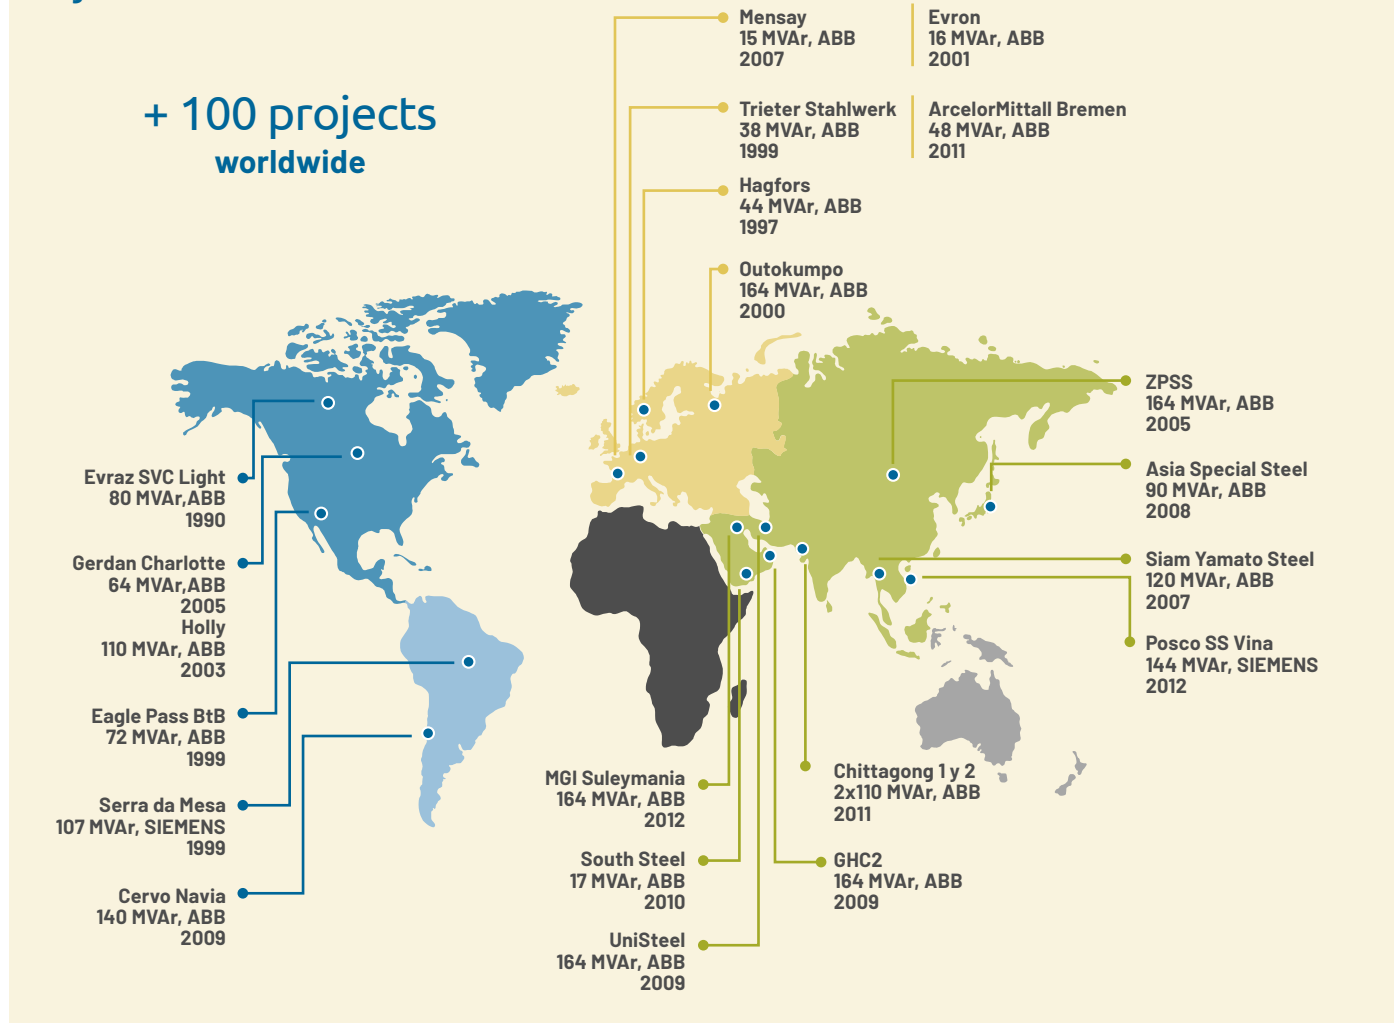 + 100 projects
worldwide
Mensay
15 MVAr, ABB
2007
Evron
16 MVAr, ABB
2001
Trieter Stahlwerk
38 MVAr, ABB
1999
ArcelorMittall Bremen
48 MVAr, ABB
2011
Hagfors
44 MVAr, ABB
1997
Outokumpo
164 MVAr, ABB
2000
ZPSS
164 MVAr, ABB
2005
Asia Special Steel
90 MVAr, ABB
2008
Siam Yamato Steel
120 MVAr, ABB
2007
Posco SS Vina
144 MVAr, SIEMENS
2012
Evraz SVC Light
80 MVAr,ABB
1990
Gerdan Charlotte
64 MVAr,ABB
2005
Holly
110 MVAr, ABB
2003
Eagle Pass BtB
72 MVAr, ABB
1999
Serra da Mesa
107 MVAr, SIEMENS
1999
Cervo Navia
140 MVAr, ABB
2009
MGI Suleymania
164 MVAr, ABB
2012
South Steel
17 MVAr, ABB
2010
UniSteel
164 MVAr, ABB
2009
Chittagong 1 y 2
2x110 MVAr, ABB
2011
GHC2
164 MVAr, ABB
2009